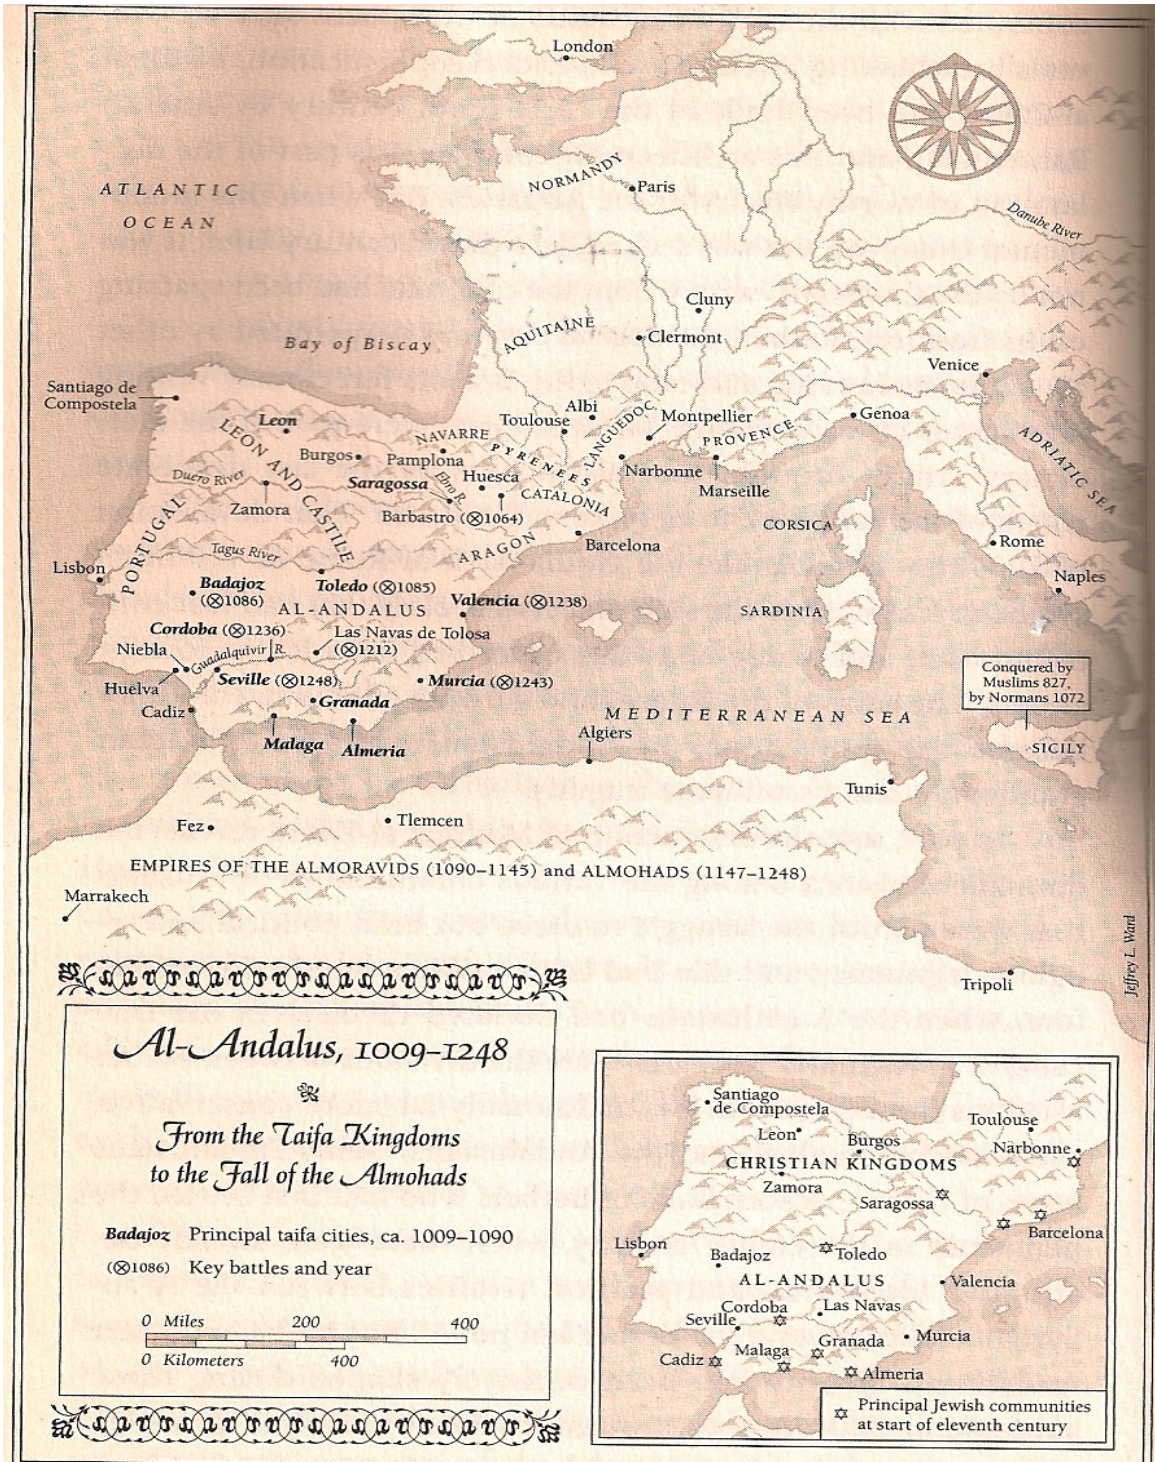 London
ATLANTIC
OCEAN
NORMANDY
Paris
Danube River
Cluny
AQUITAINE
Clermont
Bay of Biscay
Venice
Santiago de
Compostela
Leon
Albi
Toulouse
LANGUEDOC
Montpellier
PROVENCE
Genoa
LEON AND CASTILE
NAVARRE
PYRENEES
Burgos
Pamplona
Narbonne
Marseille
ADRIATIC SEA
Duero River
Saragossa
Ebro R.
Huesca
CATALONIA
Zamora
Barbastro (⊗1064)
CORSICA
PORTUGAL
ARAGON
Barcelona
Rome
Tagus River
Lisbon
Naples
Badajoz
(⊗1086)
Toledo (⊗1085)
AL-ANDALUS
Valencia (⊗1238)
SARDINIA
Cordoba (⊗1236)
Las Navas de Tolosa
(⊗1212)
Niebla
Guadalquivir R.
Huelva
Seville (⊗1248)
Murcia (⊗1243)
Conquered by
Muslims 827,
by Normans 1072
Cadiz
Granada
MEDITERRANEAN SEA
Malaga
Almeria
Algiers
SICILY
Tunis
Fez
Tlemcen
EMPIRES OF THE ALMORAVIDS (1090–1145) and ALMOHADS (1147–1248)
Marrakech
Tripoli
Jeffrey L. Ward
Al-Andalus, 1009–1248
From the Taifa Kingdoms
to the Fall of the Almohads
Badajoz Principal taifa cities, ca. 1009–1090
(⊗1086) Key battles and year
0 Miles 200 400
0 Kilometers 400
Santiago
de Compostela
Leon
Burgos
Toulouse
Narbonne
CHRISTIAN KINGDOMS
Zamora
Saragossa
Barcelona
Lisbon
Badajoz
Toledo
AL-ANDALUS
Valencia
Cordoba
Las Navas
Seville
Granada
Murcia
Cadiz
Malaga
Almeria
Principal Jewish communities
at start of eleventh century